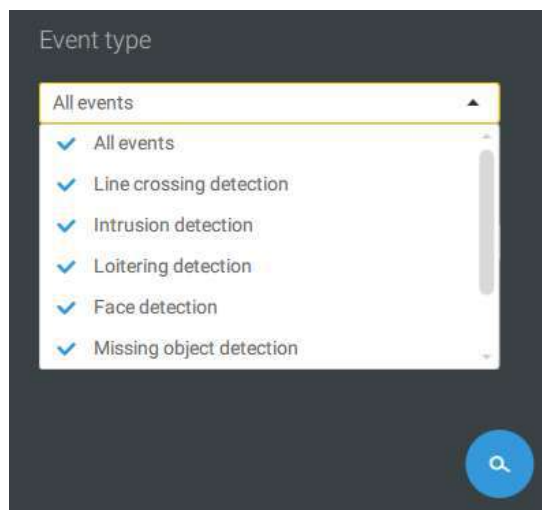 Event type
All events
All events
Line crossing detection
Intrusion detection
Loitering detection
Face detection
Missing object detection